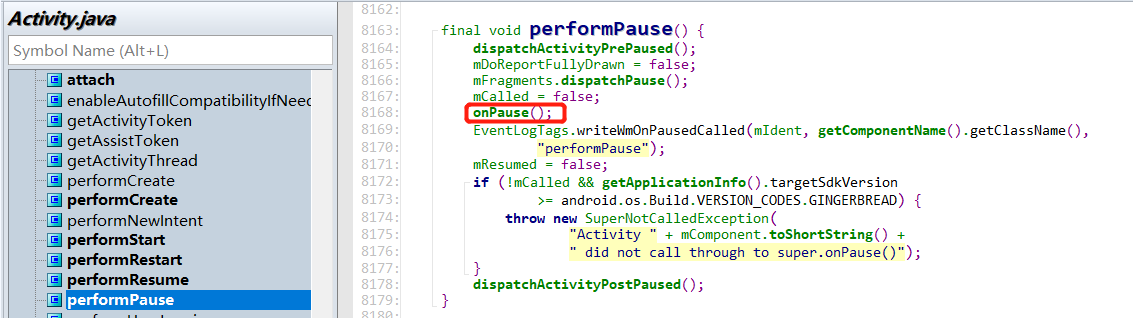 Activity.java
Symbol Name (Alt+L)
attach
enableAutofillCompatibilityIfNeed
getActivityToken
getAssistToken
getActivityThread
performCreate
performCreate
performNewIntent
performStart
performRestart
performResume
performPause
8162:
8163: final void performPause() {
8164: dispatchActivityPrePaused();
8165: mDoReportFullyDrawn = false;
8166: mFragments.dispatchPause();
8167: mCalled = false;
8168: onPause();
8169: EventLogTags.writeWmOnPausedCalled(mIdent, getComponentName().getClassName(),
8170: "performPause");
8171: mResumed = false;
8172: if (!mCalled && getApplicationInfo().targetSdkVersion
8173: >= android.os.Build.VERSION_CODES.GINGERBREAD) {
8174: throw new SuperNotCalledException(
8175: "Activity " + mComponent.toShortString() +
8176: " did not call through to super.onPause()");
8177: }
8178: dispatchActivityPostPaused();
8179: }
8180: